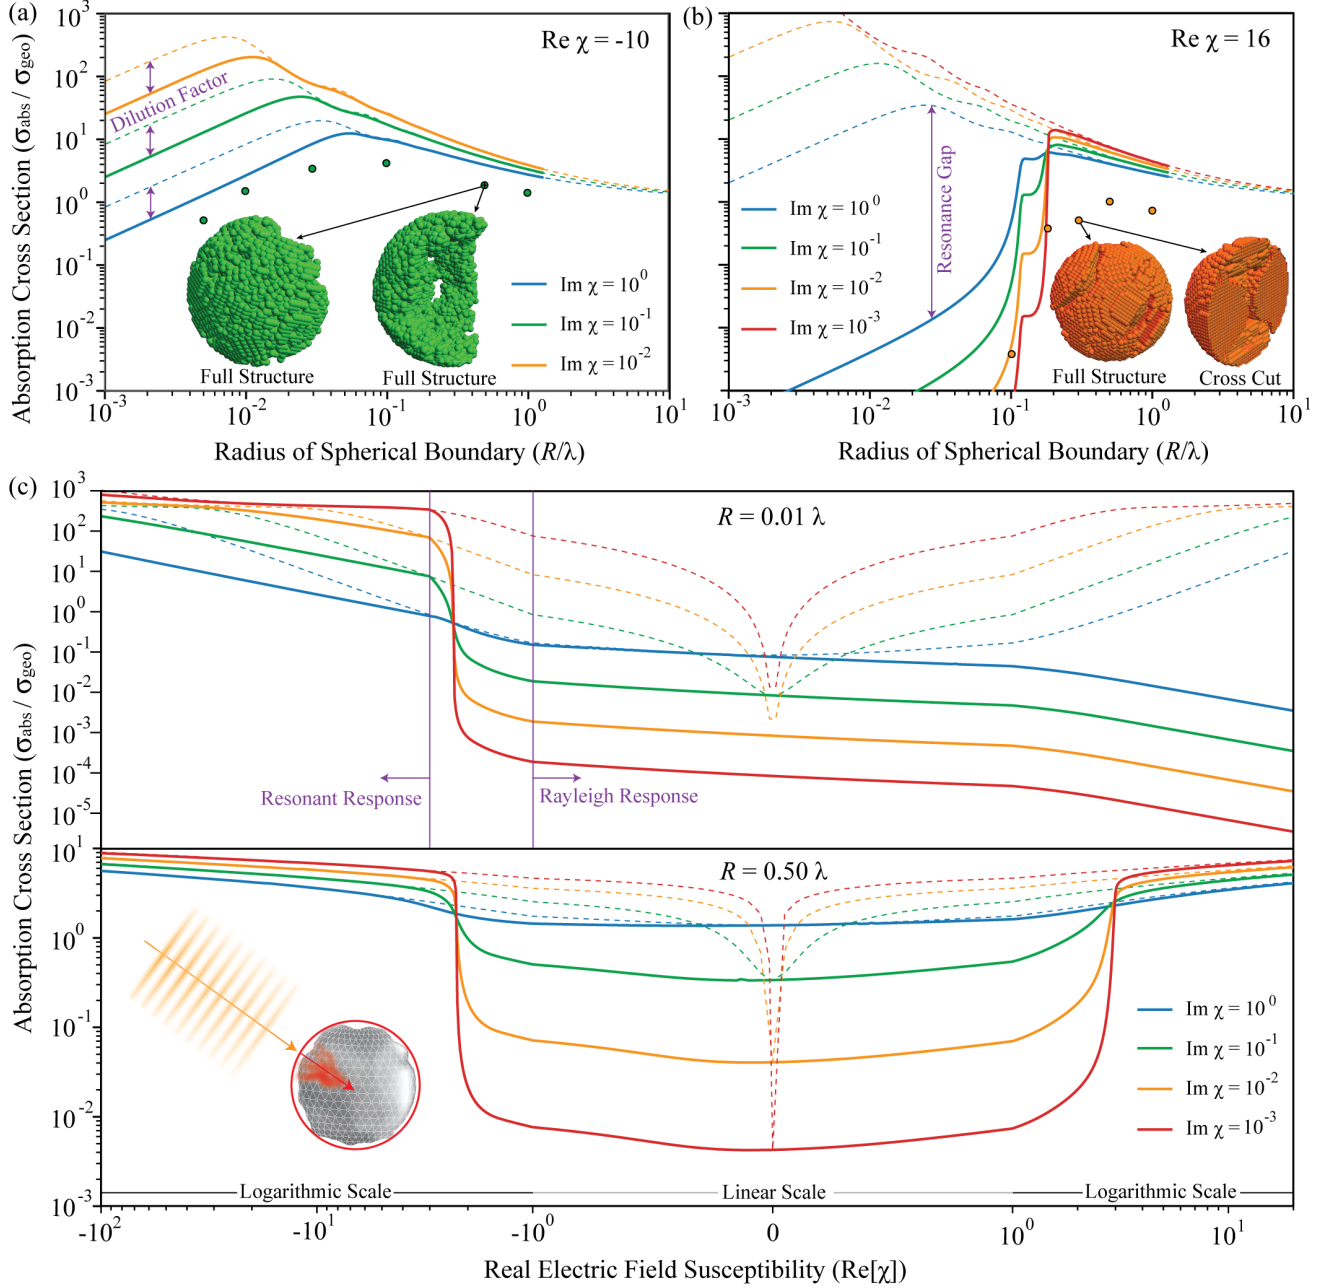 (a)
Absorption Cross Section (σabs / σgeo)
10³
10²
10¹
10⁰
10⁻¹
10⁻²
10⁻³
Re χ = -10
Dilution Factor
Im χ = 10⁰
Im χ = 10⁻¹
Im χ = 10⁻²
Full Structure
Full Structure
10⁻³
10⁻²
10⁻¹
10⁰
10¹
Radius of Spherical Boundary (R/λ)
(b)
Re χ = 16
Resonance Gap
Im χ = 10⁰
Im χ = 10⁻¹
Im χ = 10⁻²
Im χ = 10⁻³
Full Structure
Cross Cut
10⁻³
10⁻²
10⁻¹
10⁰
10¹
Radius of Spherical Boundary (R/λ)
(c)
Absorption Cross Section (σabs / σgeo)
10³
10²
10¹
10⁰
10⁻¹
10⁻²
10⁻³
10⁻⁴
10⁻⁵
R = 0.01 λ
Resonant Response
Rayleigh Response
10¹
10⁰
10⁻¹
10⁻²
10⁻³
R = 0.50 λ
Im χ = 10⁰
Im χ = 10⁻¹
Im χ = 10⁻²
Im χ = 10⁻³
Logarithmic Scale
Linear Scale
Logarithmic Scale
-10²
-10¹
-10⁰
0
10⁰
10¹
Real Electric Field Susceptibility (Re[χ])